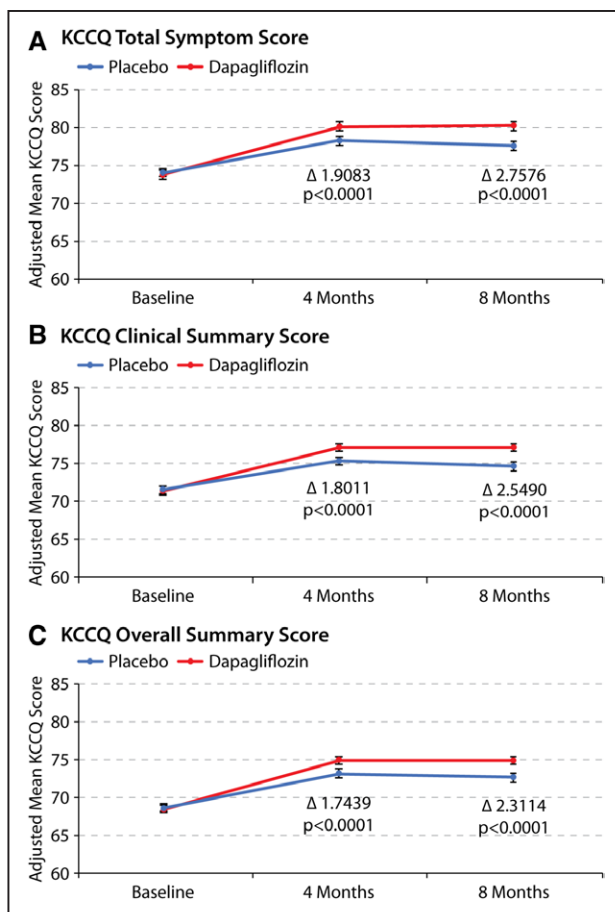 A KCCQ Total Symptom Score
Placebo Dapagliflozin
Adjusted Mean KCCQ Score
85
80
75
70
65
60
Δ 1.9083 Δ 2.7576
p<0.0001 p<0.0001
Baseline 4 Months 8 Months
B KCCQ Clinical Summary Score
Placebo Dapagliflozin
Adjusted Mean KCCQ Score
85
80
75
70
65
60
Δ 1.8011 Δ 2.5490
p<0.0001 p<0.0001
Baseline 4 Months 8 Months
C KCCQ Overall Summary Score
Placebo Dapagliflozin
Adjusted Mean KCCQ Score
85
80
75
70
65
60
Δ 1.7439 Δ 2.3114
p<0.0001 p<0.0001
Baseline 4 Months 8 Months